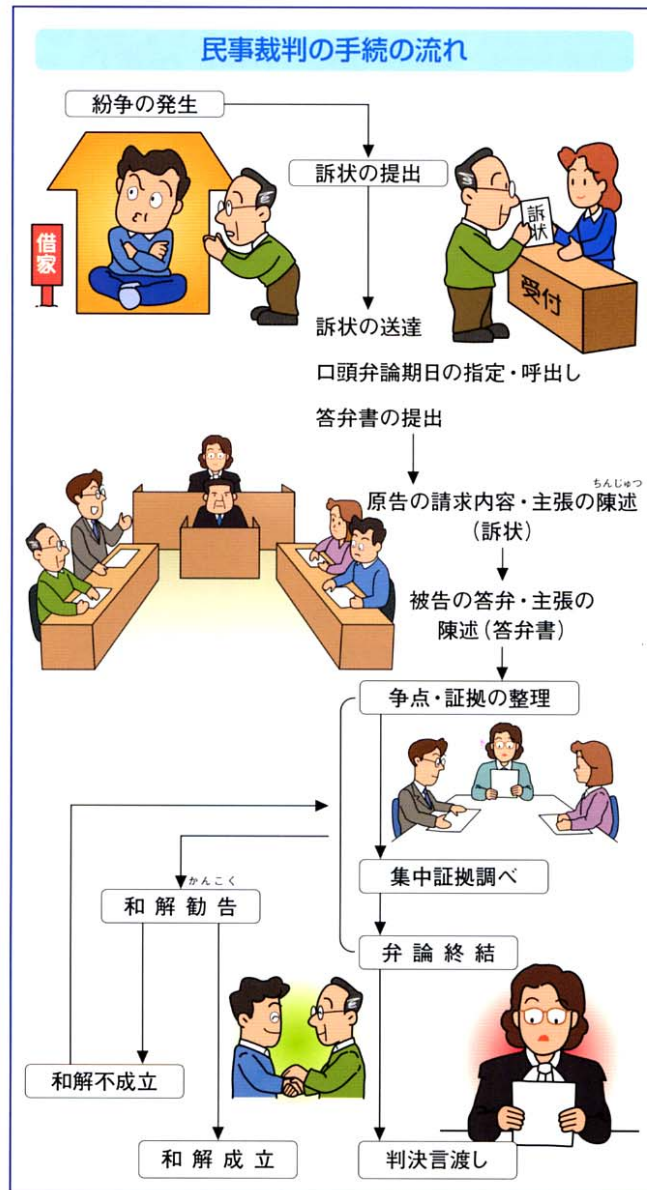 民事裁判の手続の流れ
紛争の発生
訴状の提出
借家
訴状
受付
訴状の送達
口頭弁論期日の指定・呼出し
答弁書の提出
ちんじゅつ
原告の請求内容・主張の陳述
(訴状)
被告の答弁・主張の
陳述(答弁書)
争点・証拠の整理
集中証拠調べ
かんこく
和解勧告
弁論終結
和解不成立
和解成立
判決言渡し